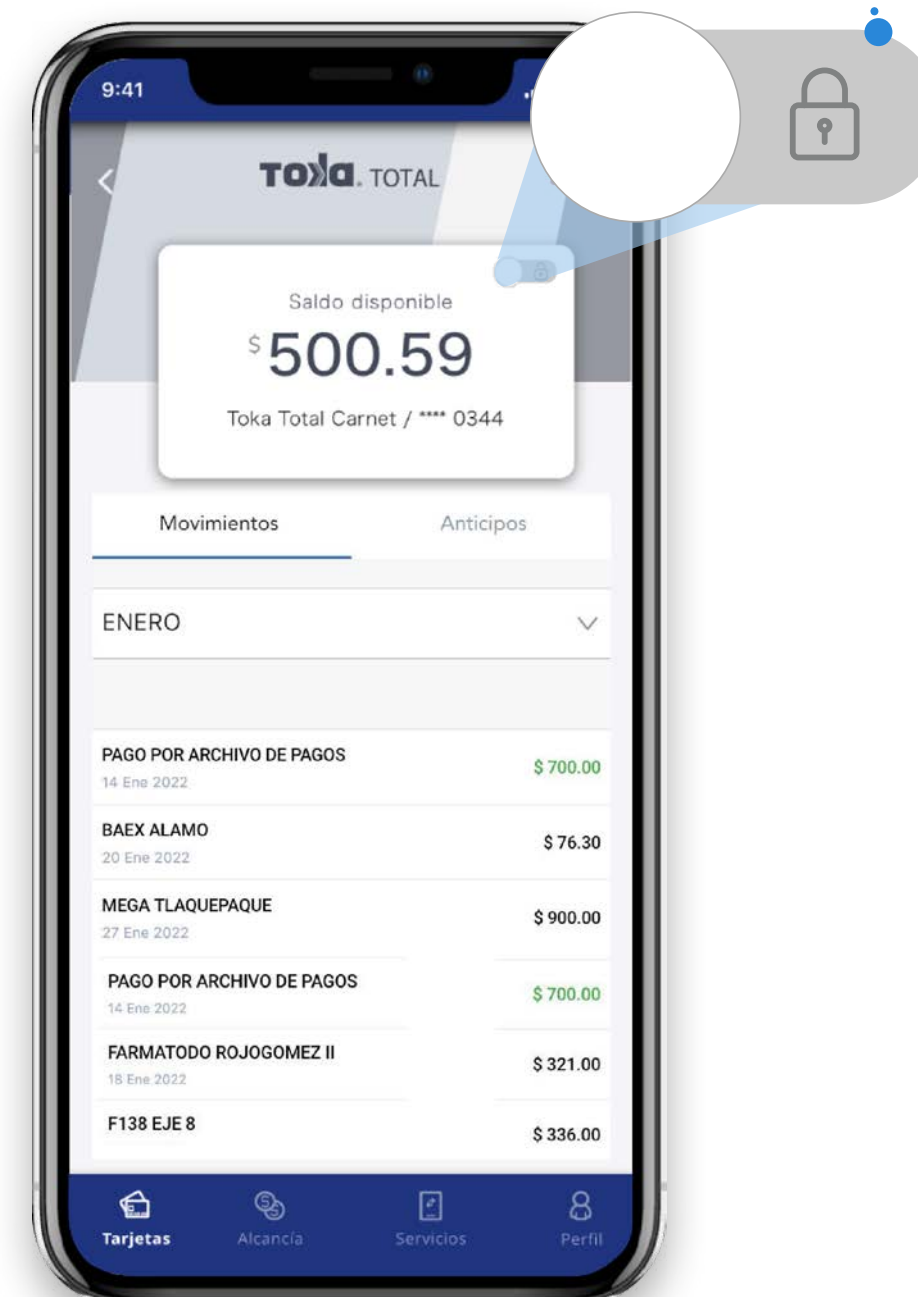 9:41
TOKA. TOTAL
Saldo disponible
$ 500.59
Toka Total Carnet / **** 0344
Movimientos Anticipos
ENERO
PAGO POR ARCHIVO DE PAGOS $ 700.00
14 Ene 2022
BAEX ALAMO $ 76.30
20 Ene 2022
MEGA TLAQUEPAQUE $ 900.00
27 Ene 2022
PAGO POR ARCHIVO DE PAGOS $ 700.00
14 Ene 2022
FARMATODO ROJOGOMEZ II $ 321.00
18 Ene 2022
F138 EJE 8 $ 336.00
Tarjetas Alcancía Servicios Perfil